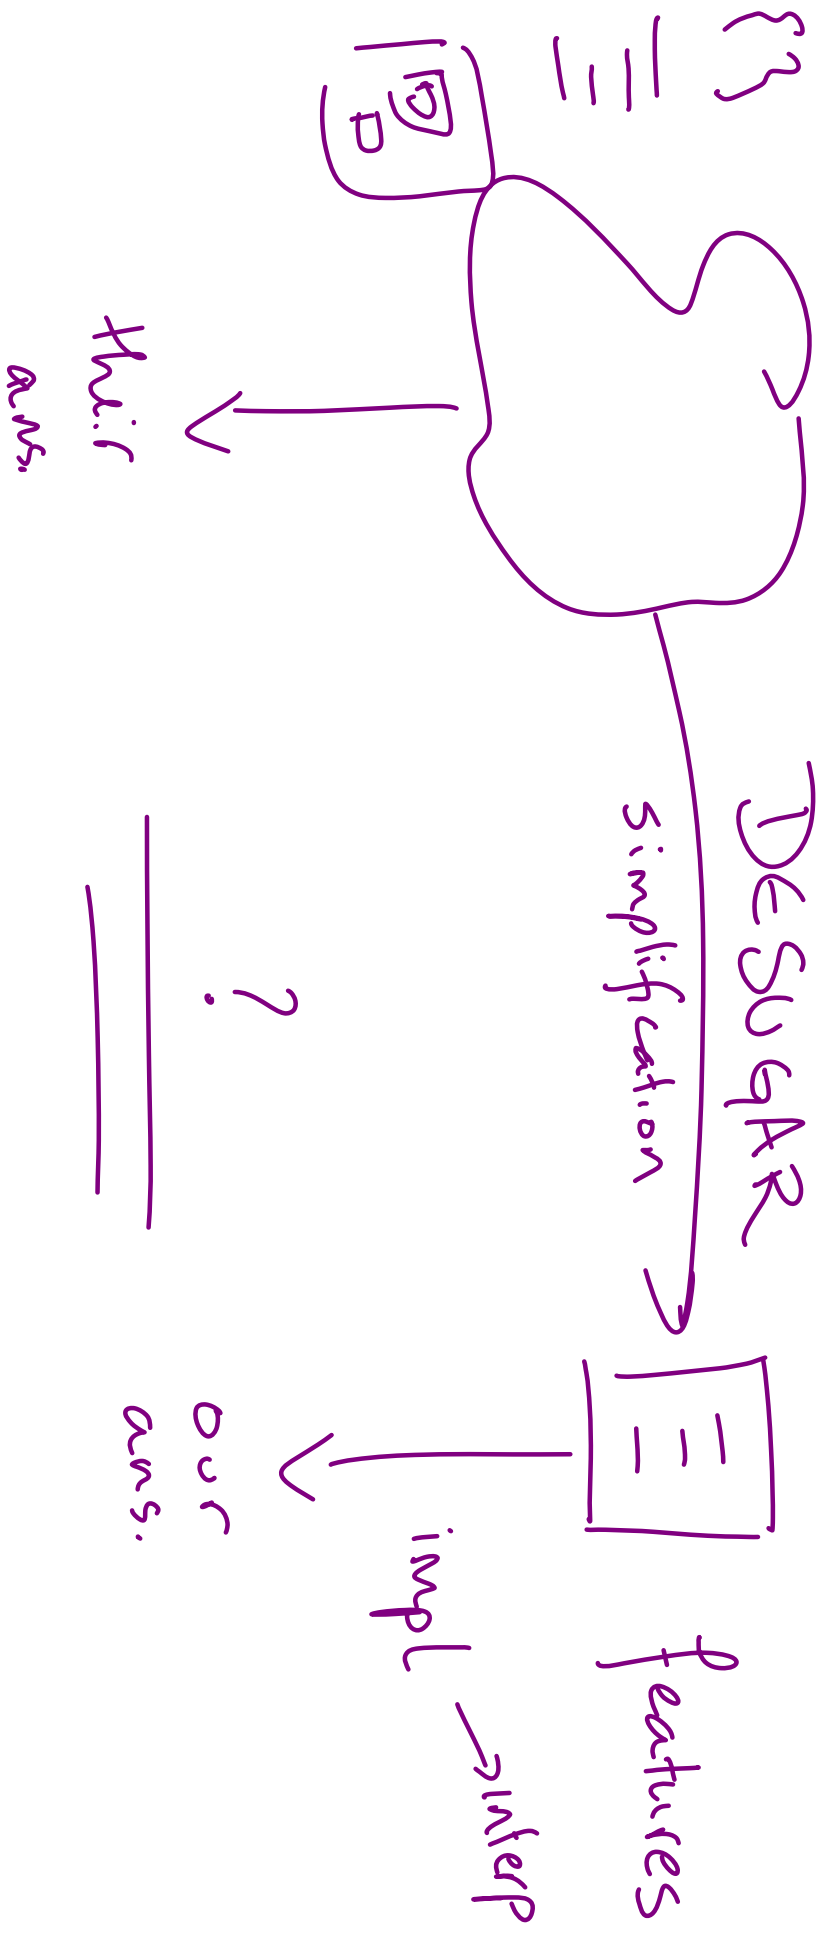 {}
DESUGAR
simplification
features
their
ans.
?
our
ans.
impl → interp